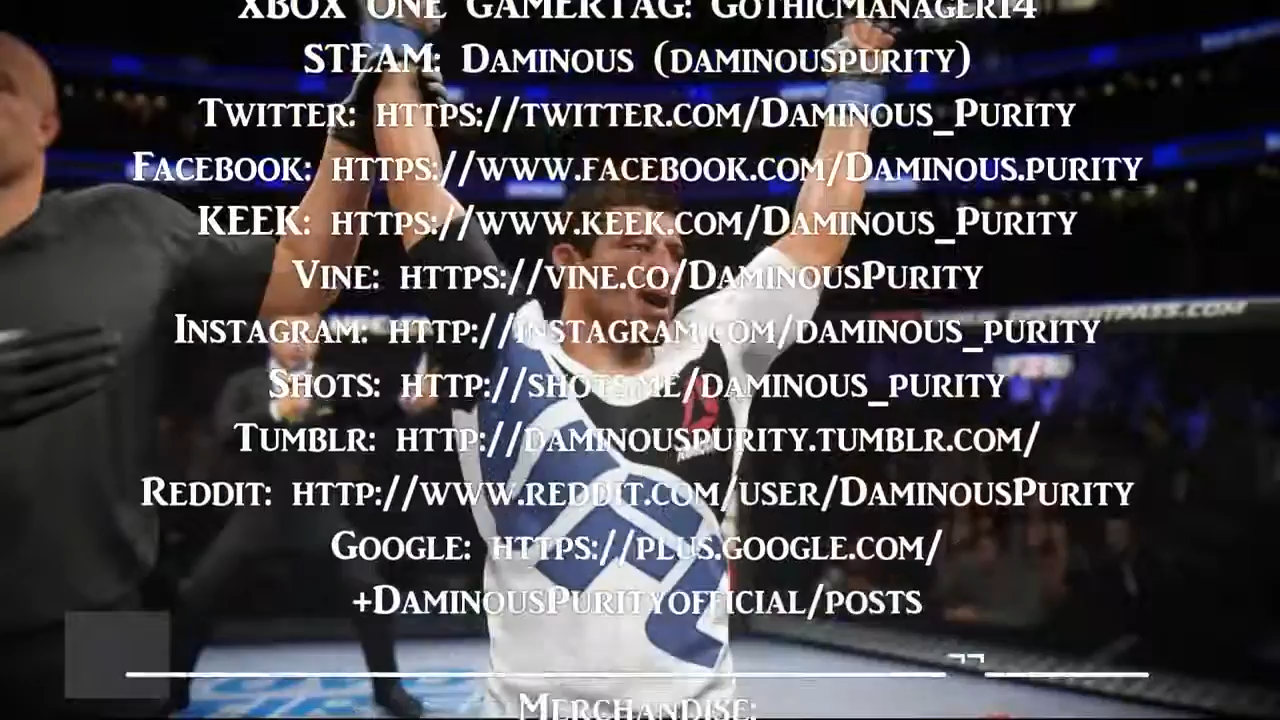 XBOX ONE GAMERTAG: GOTHICMANAGER14
STEAM: DAMINOUS (DAMINOUSPURITY)
TWITTER: HTTPS://TWITTER.COM/DAMINOUS_PURITY
FACEBOOK: HTTPS://WWW.FACEBOOK.COM/DAMINOUS.PURITY
KEEK: HTTPS://WWW.KEEK.COM/DAMINOUS_PURITY
VINE: HTTPS://VINE.CO/DAMINOUSPURITY
INSTAGRAM: HTTP://INSTAGRAM.COM/DAMINOUS_PURITY
SHOTS: HTTP://SHOTS.ME/DAMINOUS_PURITY
TUMBLR: HTTP://DAMINOUSPURITY.TUMBLR.COM/
REDDIT: HTTP://WWW.REDDIT.COM/USER/DAMINOUSPURITY
GOOGLE: HTTPS://PLUS.GOOGLE.COM/
+DAMINOUSPURITYOFFICIAL/POSTS
MERCHANDISE: